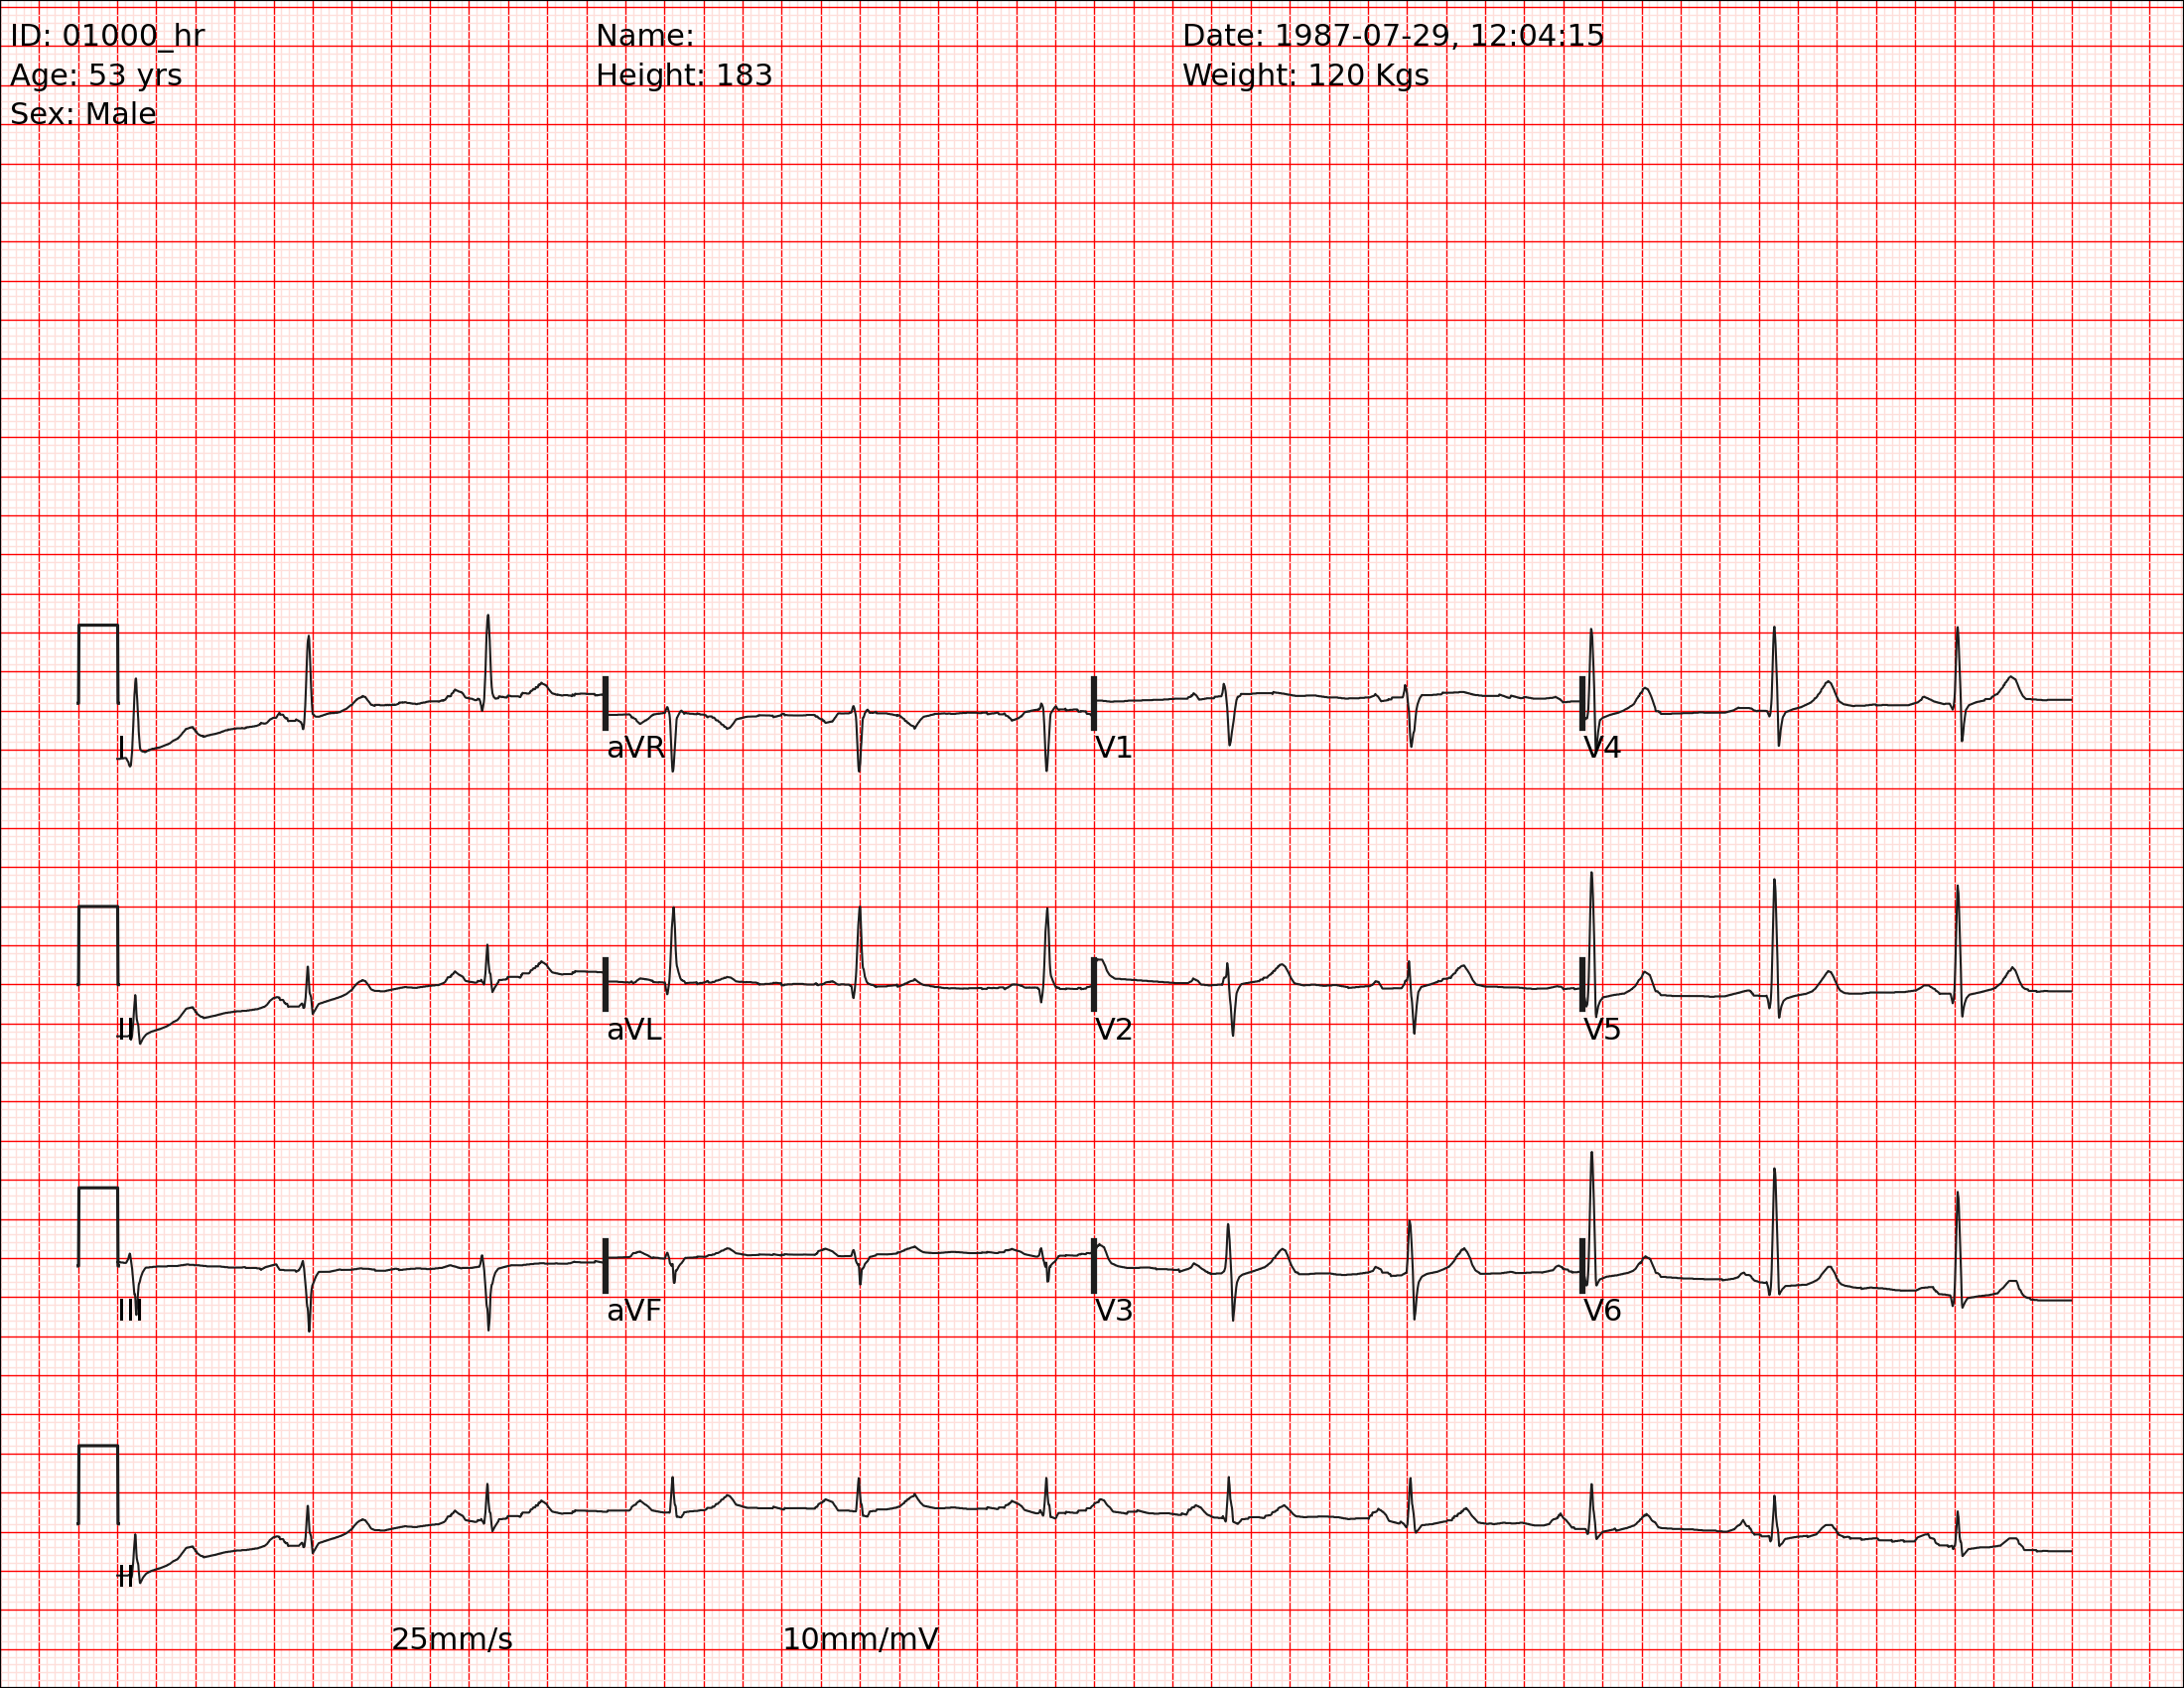 ID: 01000_hr Name: Date: 1987-07-29, 12:04:15
Age: 53 yrs Height: 183 Weight: 120 Kgs
Sex: Male
I aVR V1 V4
II aVL V2 V5
III aVF V3 V6
II
25mm/s 10mm/mV